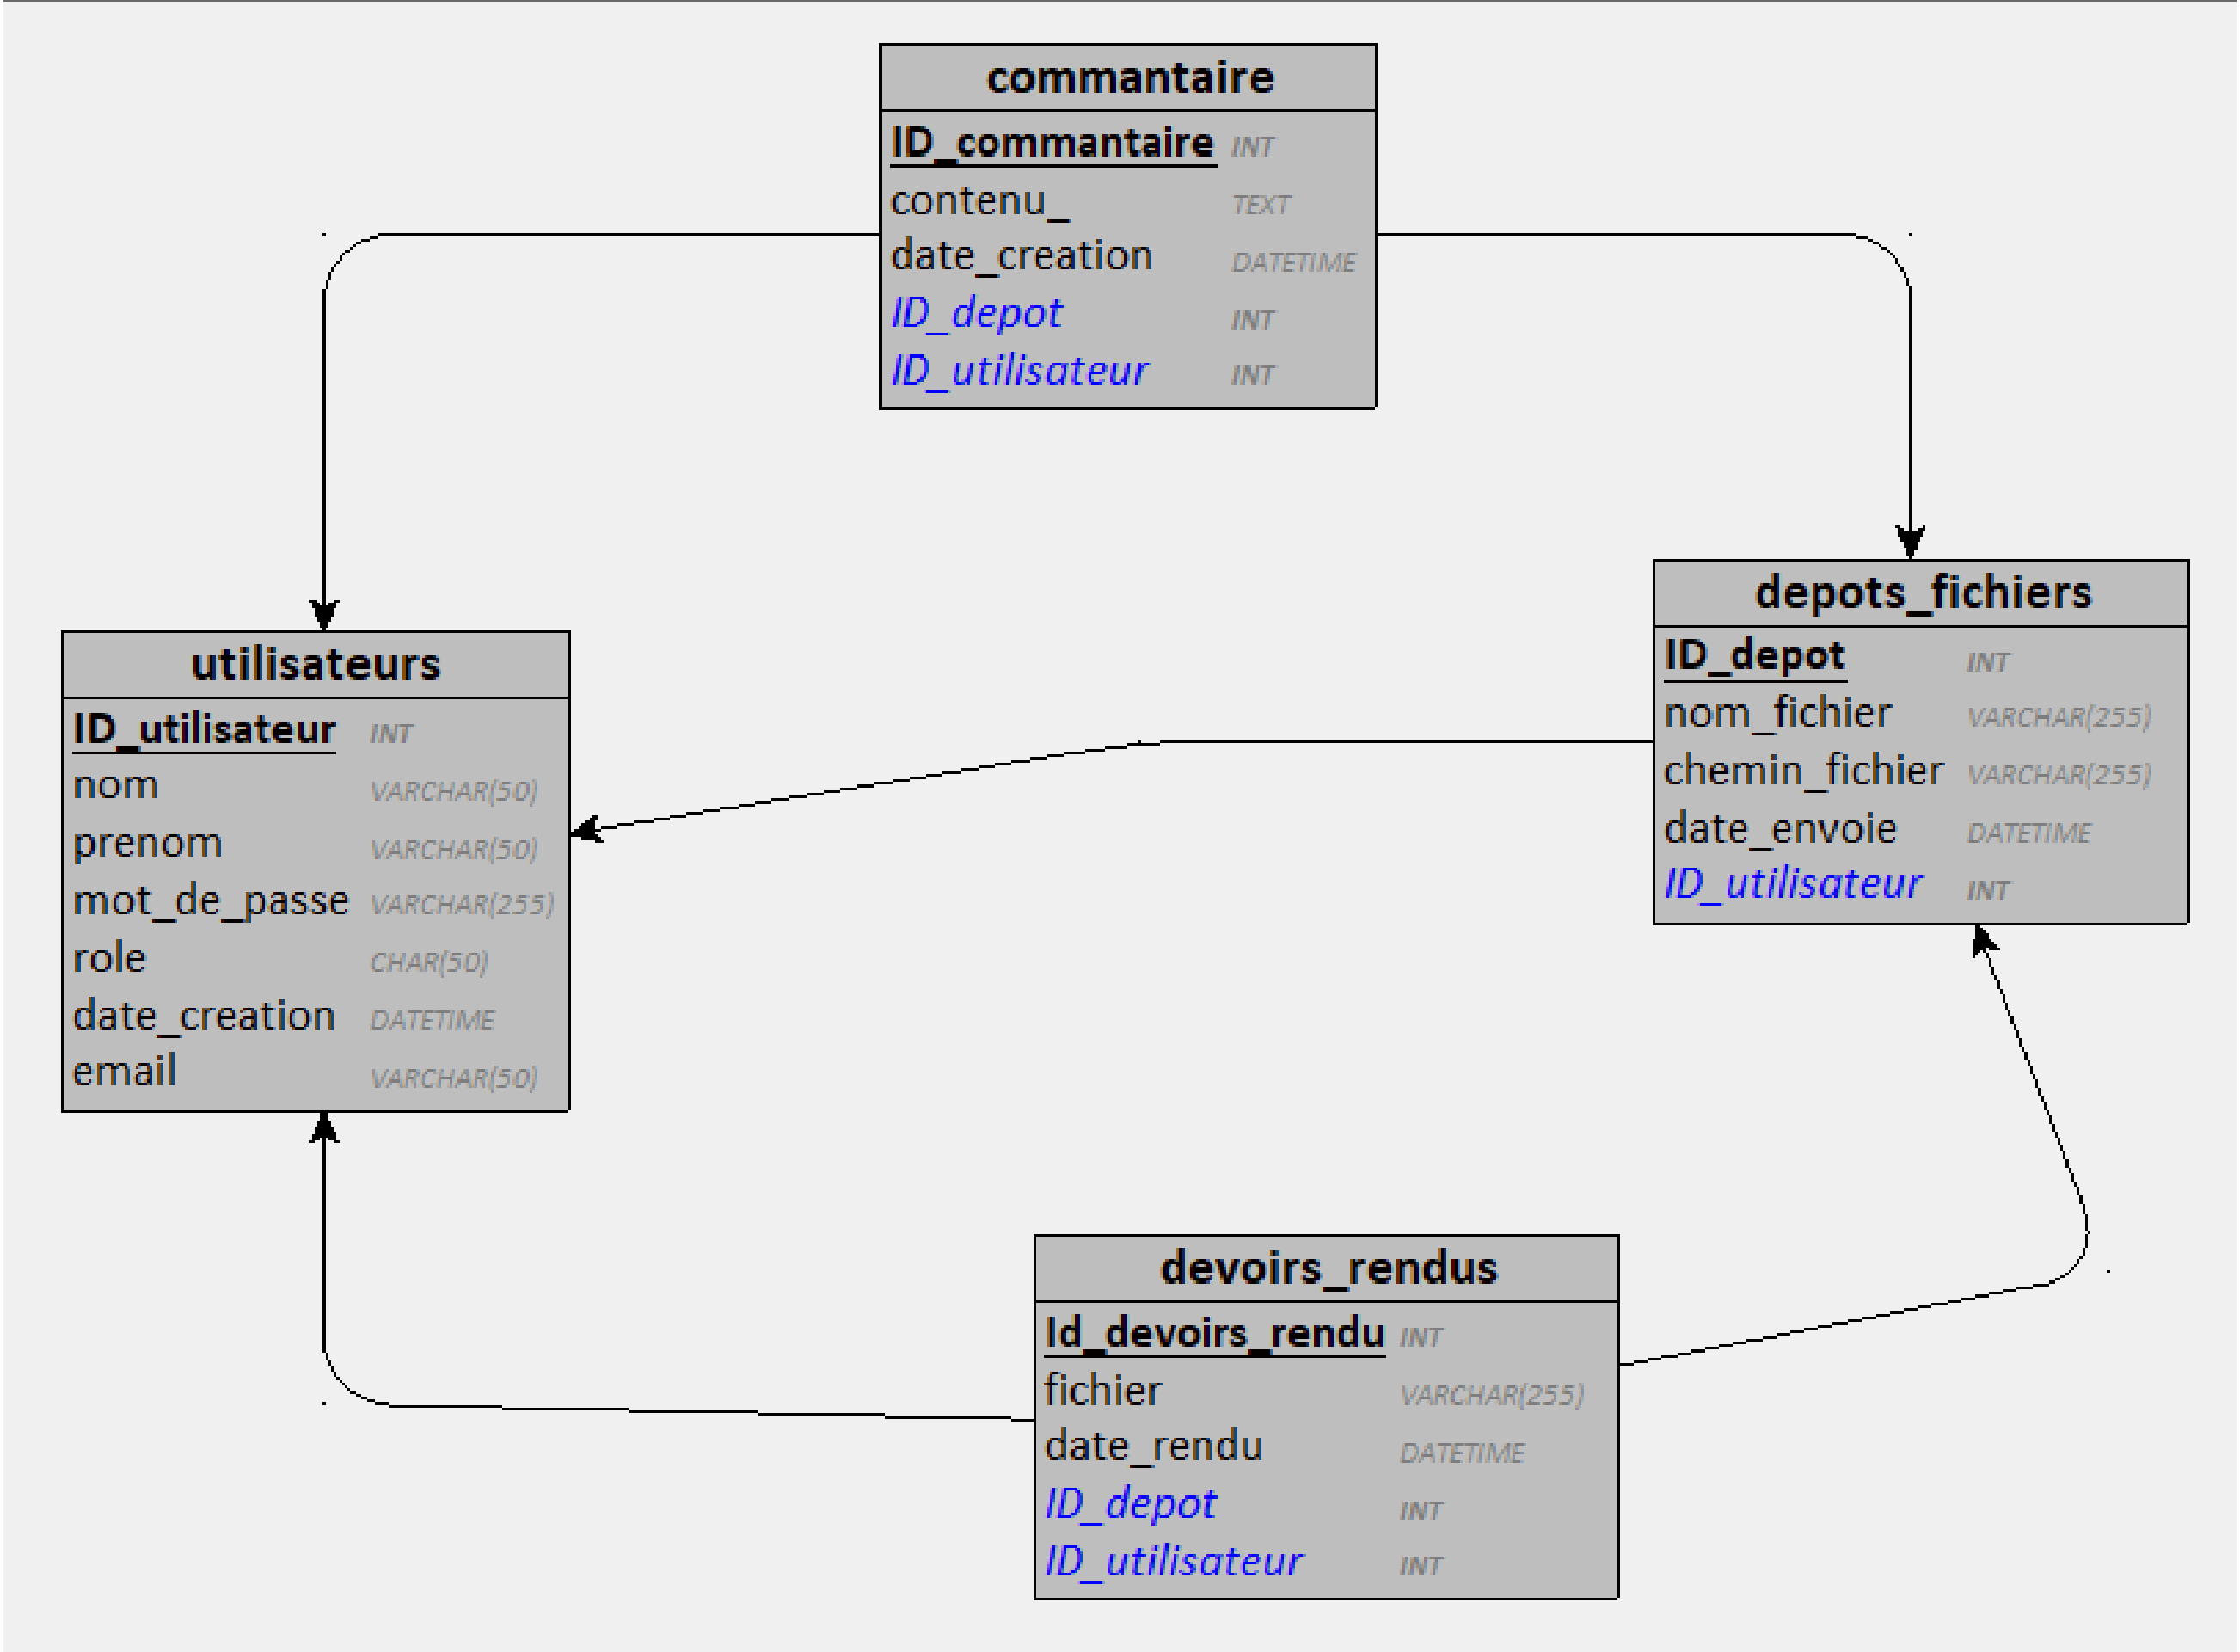 commantaire
ID_commantaire INT
contenu_ TEXT
date_creation DATETIME
ID_depot INT
ID_utilisateur INT
utilisateurs
ID_utilisateur INT
nom VARCHAR(50)
prenom VARCHAR(50)
mot_de_passe VARCHAR(255)
role CHAR(50)
date_creation DATETIME
email VARCHAR(50)
depots_fichiers
ID_depot INT
nom_fichier VARCHAR(255)
chemin_fichier VARCHAR(255)
date_envoie DATETIME
ID_utilisateur INT
devoirs_rendus
Id_devoirs_rendu INT
fichier VARCHAR(255)
date_rendu DATETIME
ID_depot INT
ID_utilisateur INT